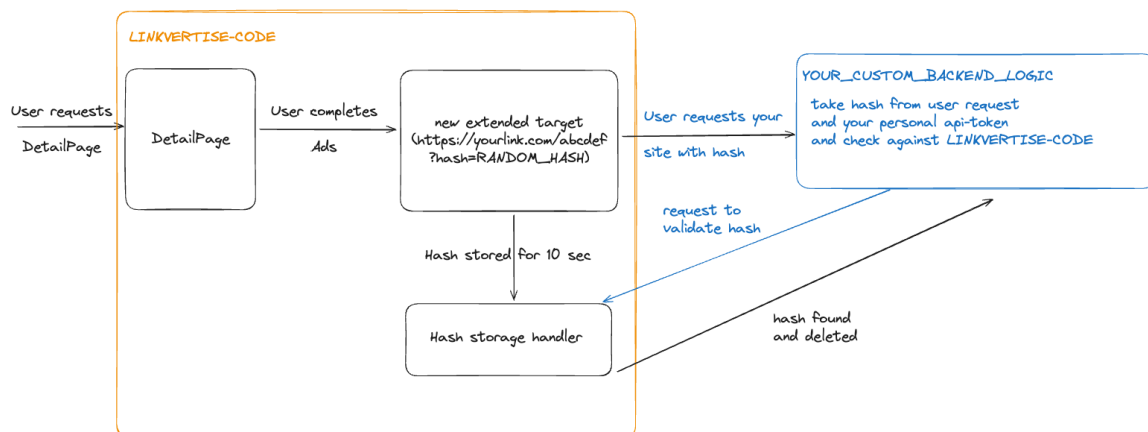 LINKVERTISE-CODE
User requests
DetailPage
DetailPage
User completes
Ads
new extended target
(https://yourlink.com/abcdef
?hash=RANDOM_HASH)
User requests your
site with hash
YOUR_CUSTOM_BACKEND_LOGIC
take hash from user request
and your personal api-token
and check against LINKVERTISE-CODE
request to
validate hash
Hash stored for 10 sec
Hash storage handler
hash found
and deleted